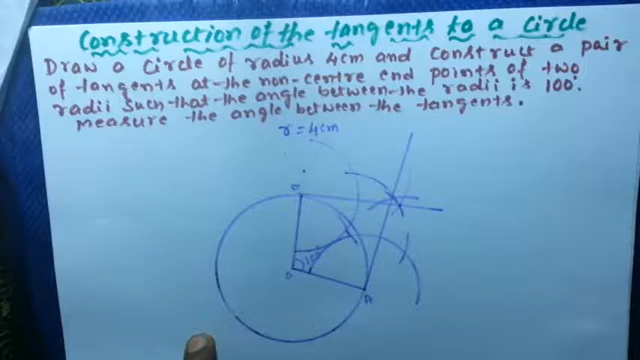 Construction of the tangents to a circle
Draw a circle of radius 4cm and construct a pair
of tangents at the non-centre end points of two
radii such that the angle between the radii is 100.
measure the angle between the tangents.
r = 4cm
A